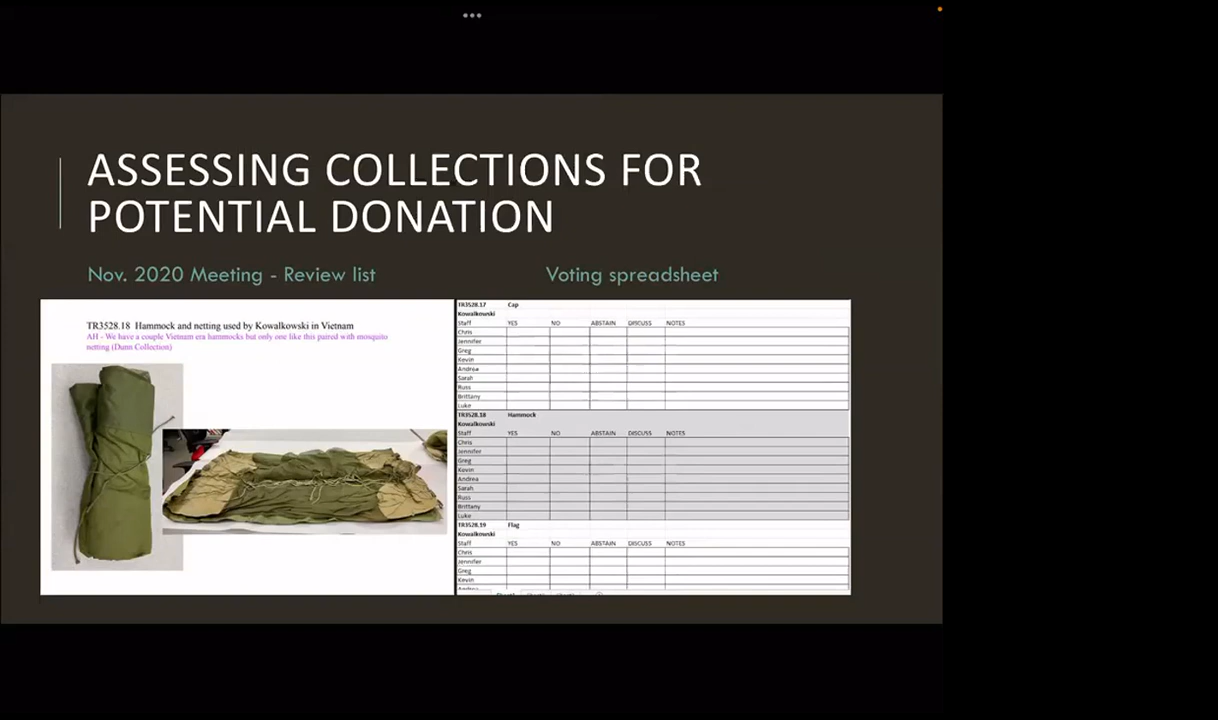 ASSESSING COLLECTIONS FOR
POTENTIAL DONATION
Nov. 2020 Meeting - Review list
Voting spreadsheet
TR3528.18 Hammock and netting used by Kowalkowski in Vietnam
AH - We have a couple Vietnam era hammocks but only one like this paired with mosquito
netting (Dunn Collection)
TR3528.17 Cap
Kowalkowski
Staff YES NO ABSTAIN DISCUSS NOTES
Chris
Jennifer
Greg
Kevin
Andrea
Sarah
Russ
Brittany
Luke
TR3528.18 Hammock
Kowalkowski
Staff YES NO ABSTAIN DISCUSS NOTES
Chris
Jennifer
Greg
Kevin
Andrea
Sarah
Russ
Brittany
Luke
TR3528.19 Flag
Kowalkowski
Staff YES NO ABSTAIN DISCUSS NOTES
Chris
Jennifer
Greg
Kevin